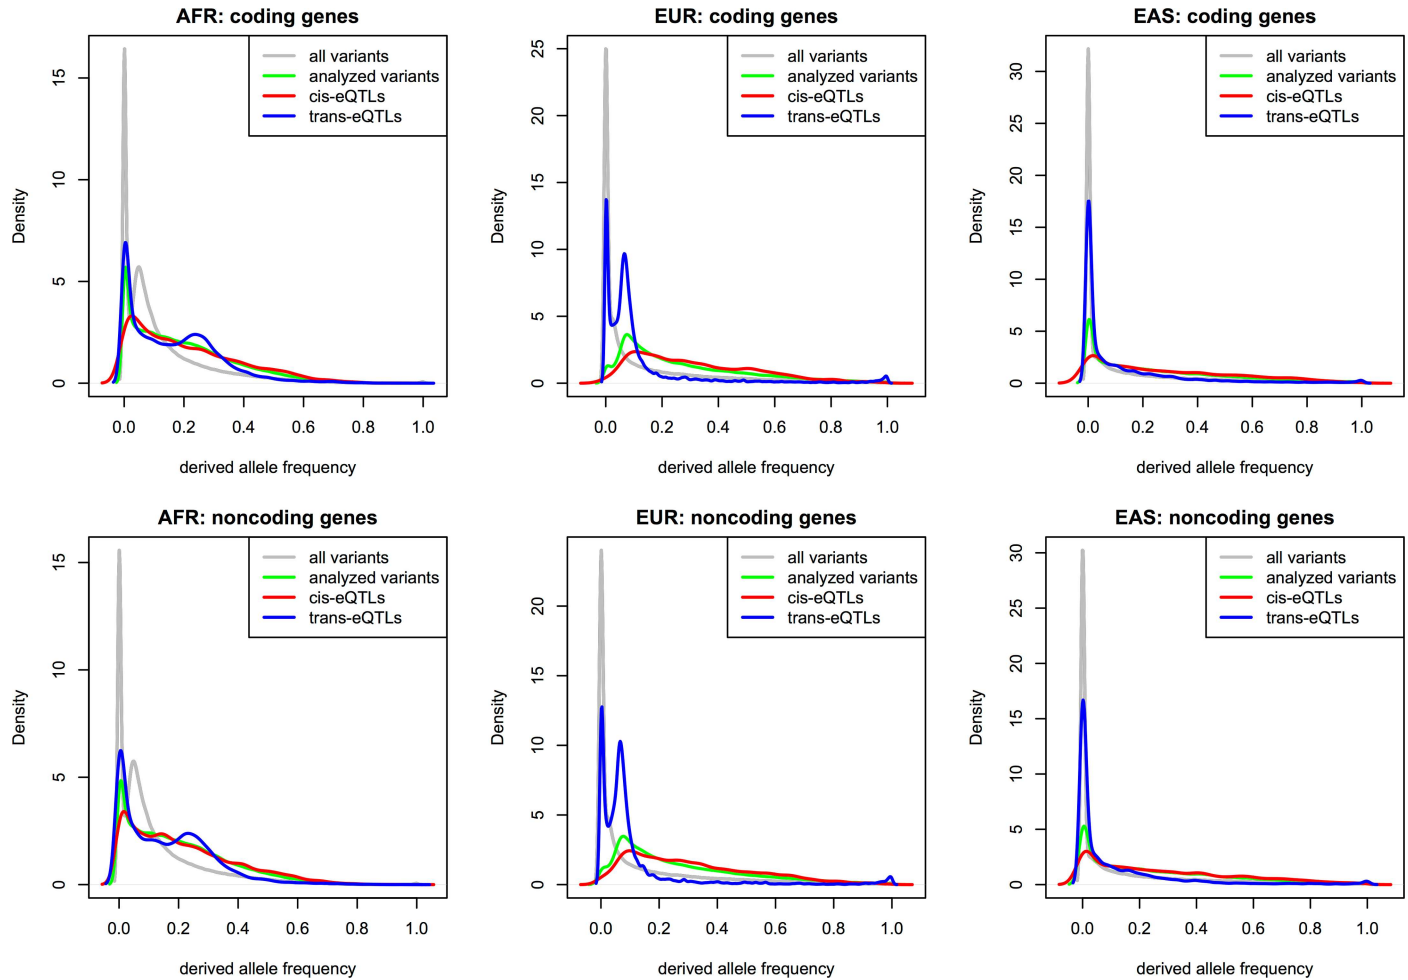 AFR: coding genes
all variants
analyzed variants
cis-eQTLs
trans-eQTLs
Density
15
10
5
0
0.0 0.2 0.4 0.6 0.8 1.0
derived allele frequency
EUR: coding genes
all variants
analyzed variants
cis-eQTLs
trans-eQTLs
Density
25
20
15
10
5
0
0.0 0.2 0.4 0.6 0.8 1.0
derived allele frequency
EAS: coding genes
all variants
analyzed variants
cis-eQTLs
trans-eQTLs
Density
30
25
20
15
10
5
0
0.0 0.2 0.4 0.6 0.8 1.0
derived allele frequency
AFR: noncoding genes
all variants
analyzed variants
cis-eQTLs
trans-eQTLs
Density
15
10
5
0
0.0 0.2 0.4 0.6 0.8 1.0
derived allele frequency
EUR: noncoding genes
all variants
analyzed variants
cis-eQTLs
trans-eQTLs
Density
20
15
10
5
0
0.0 0.2 0.4 0.6 0.8 1.0
derived allele frequency
EAS: noncoding genes
all variants
analyzed variants
cis-eQTLs
trans-eQTLs
Density
30
25
20
15
10
5
0
0.0 0.2 0.4 0.6 0.8 1.0
derived allele frequency